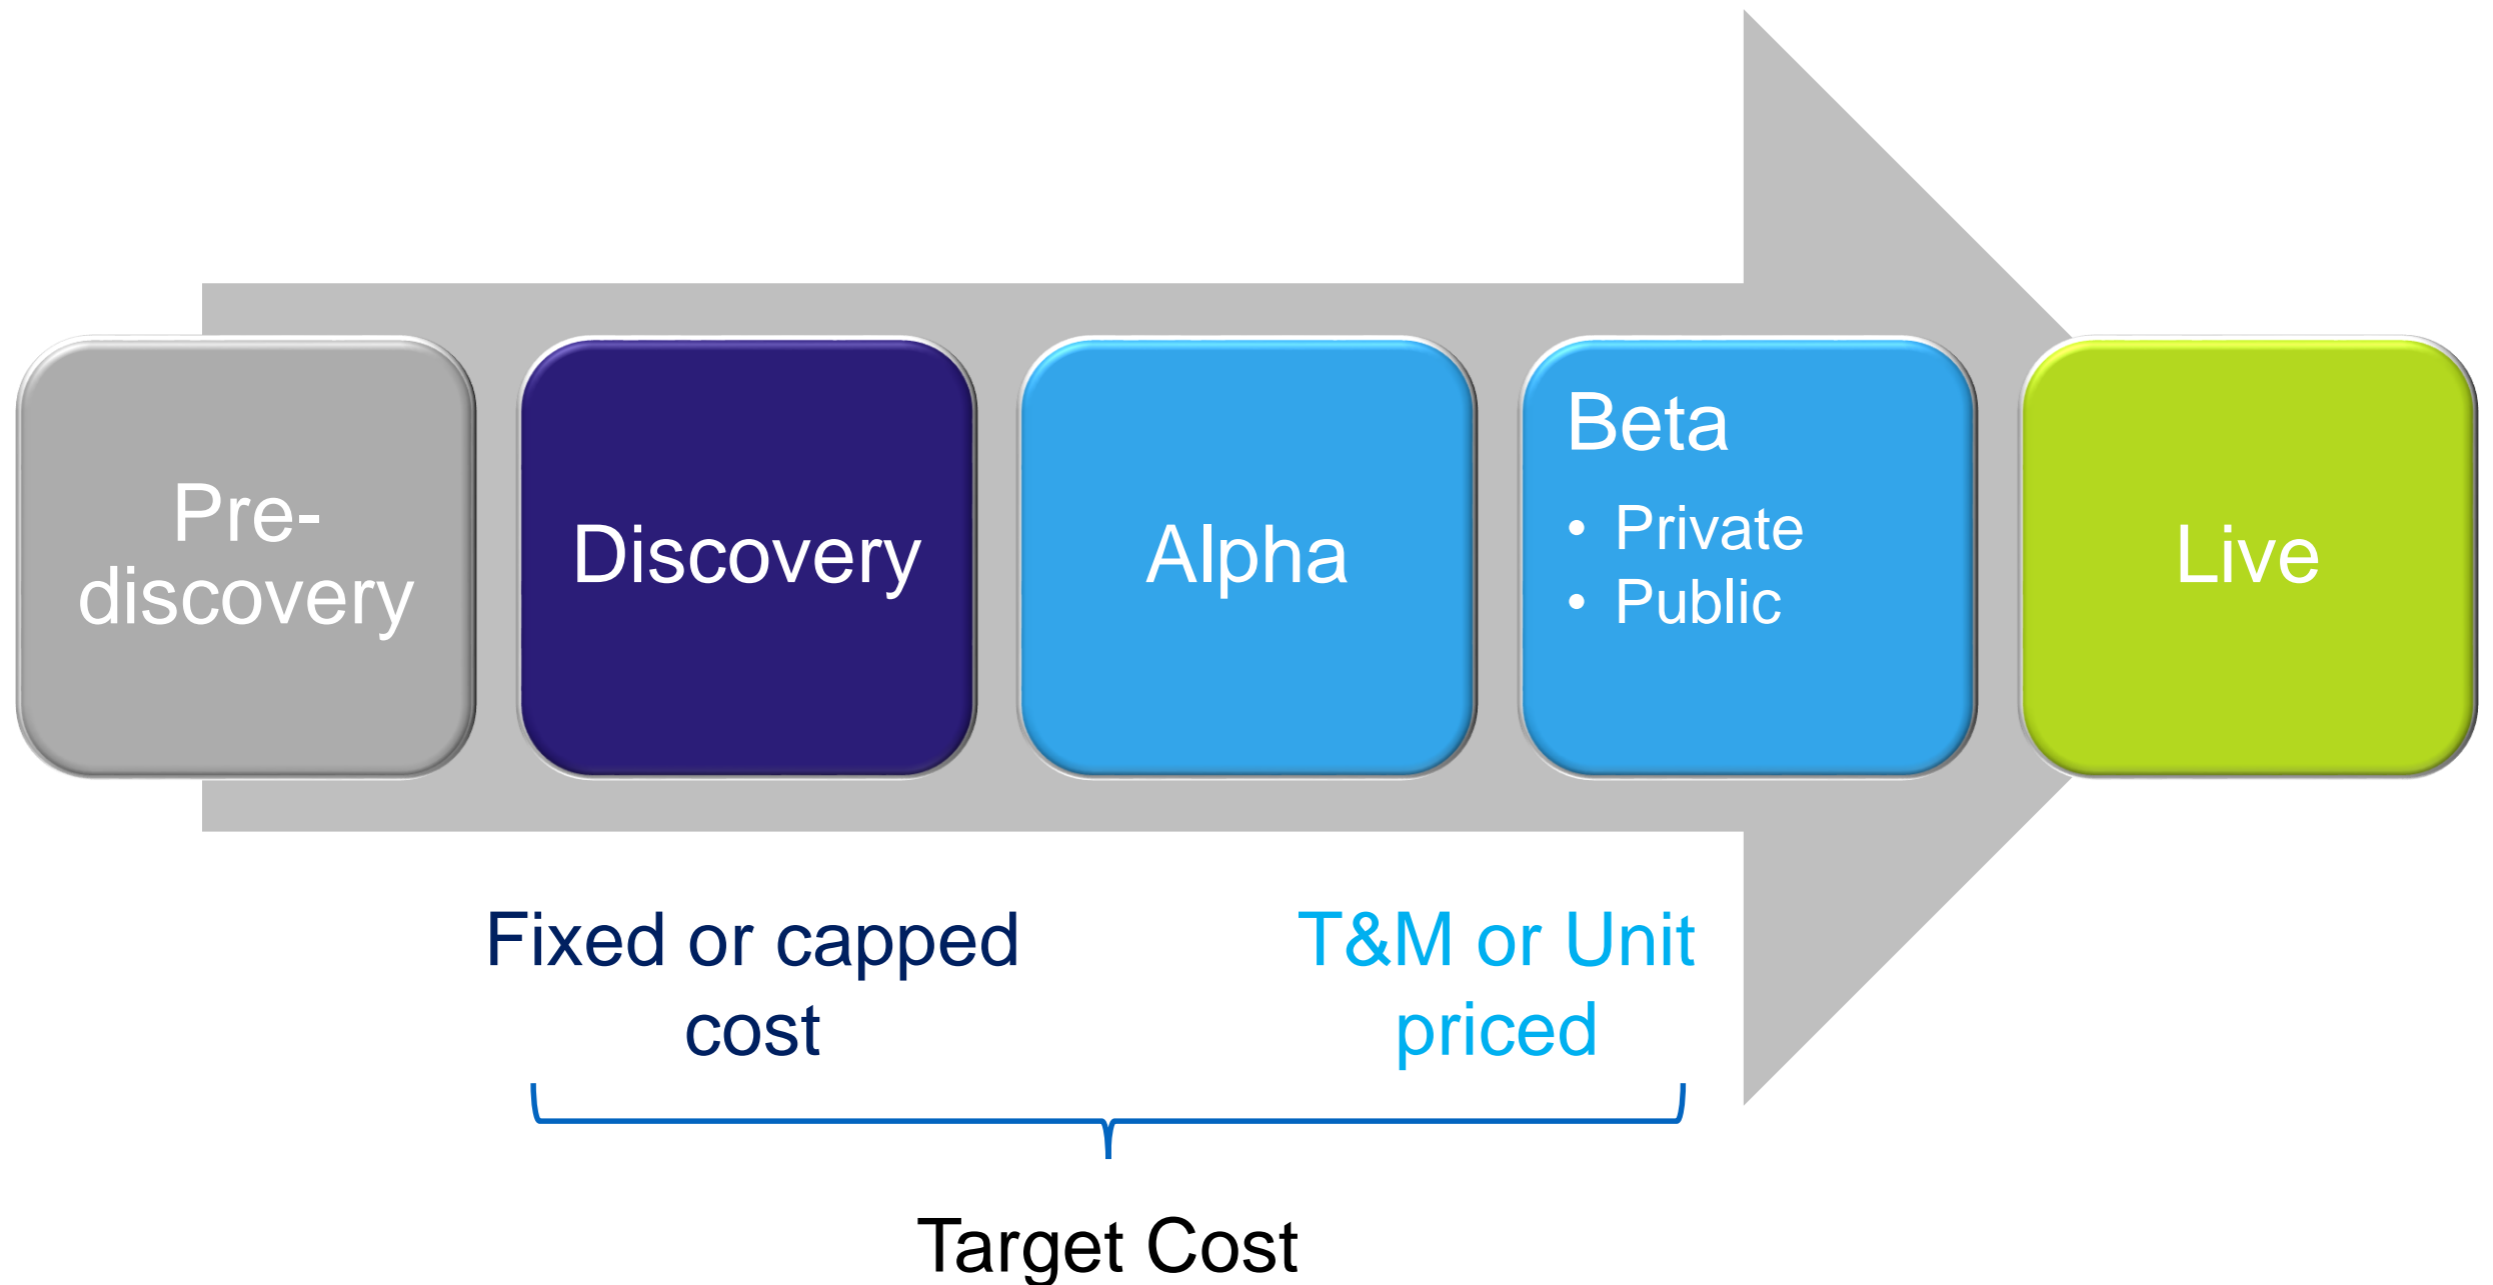 Pre-
discovery
Discovery
Alpha
Beta
• Private
• Public
Live
Fixed or capped
cost
T&M or Unit
priced
Target Cost